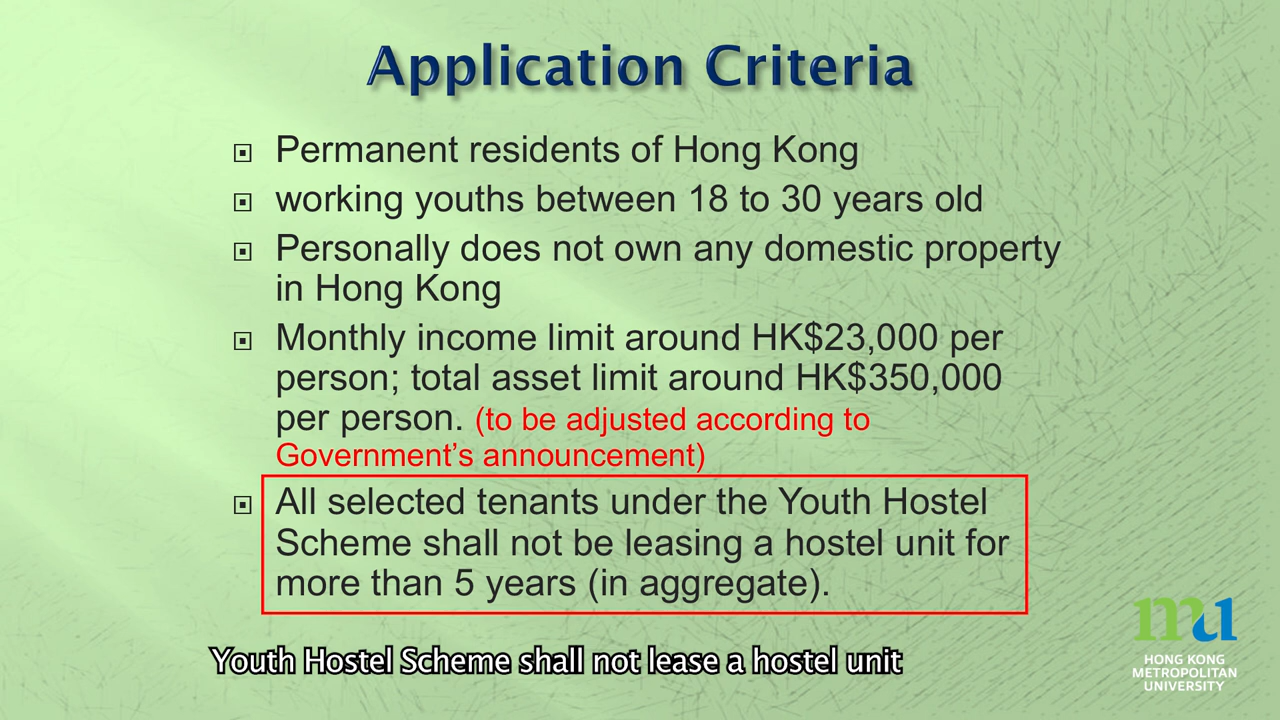 Application Criteria
Permanent residents of Hong Kong
working youths between 18 to 30 years old
Personally does not own any domestic property
in Hong Kong
Monthly income limit around HK$23,000 per
person; total asset limit around HK$350,000
per person. (to be adjusted according to
Government’s announcement)
All selected tenants under the Youth Hostel
Scheme shall not be leasing a hostel unit for
more than 5 years (in aggregate).
Youth Hostel Scheme shall not lease a hostel unit
mu
HONG KONG
METROPOLITAN
UNIVERSITY